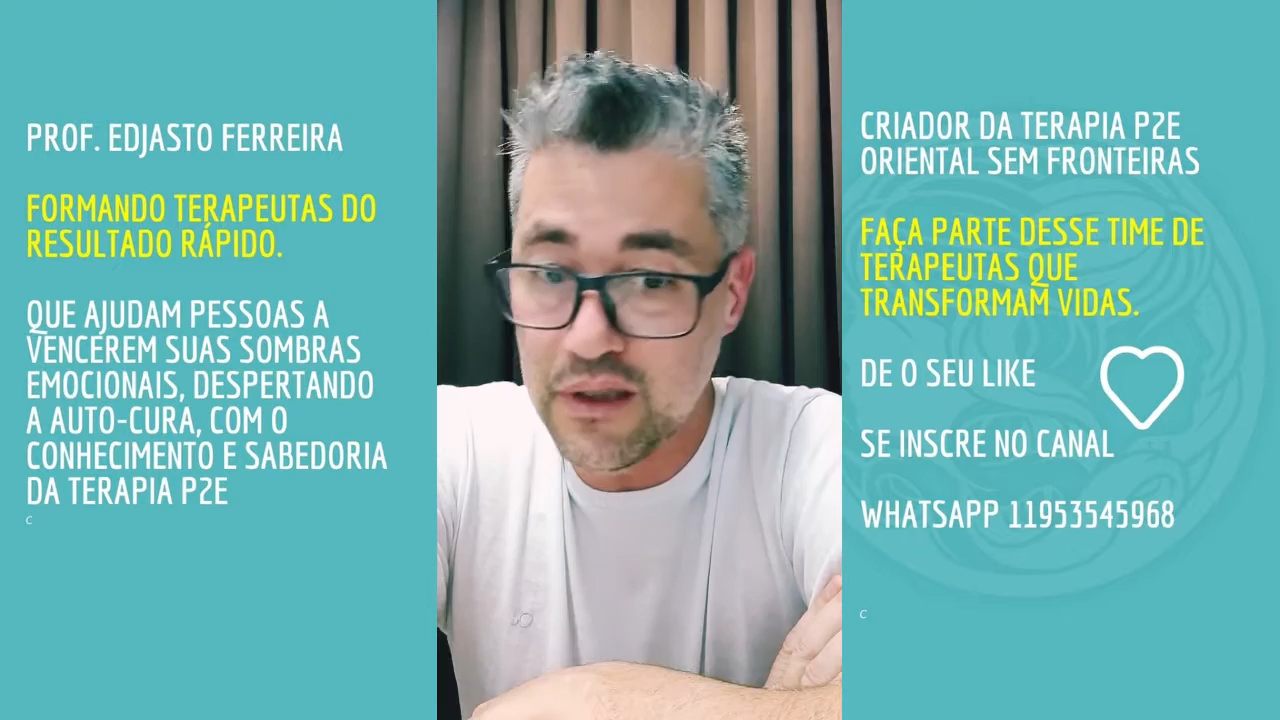 PROF. EDJASTO FERREIRA
FORMANDO TERAPEUTAS DO
RESULTADO RÁPIDO.
QUE AJUDAM PESSOAS A
VENCEREM SUAS SOMBRAS
EMOCIONAIS, DESPERTANDO
A AUTO-CURA, COM O
CONHECIMENTO E SABEDORIA
DA TERAPIA P2E
C
CRIADOR DA TERAPIA P2E
ORIENTAL SEM FRONTEIRAS
FAÇA PARTE DESSE TIME DE
TERAPEUTAS QUE
TRANSFORMAM VIDAS.
DE O SEU LIKE
SE INSCRE NO CANAL
WHATSAPP 11953545968
C